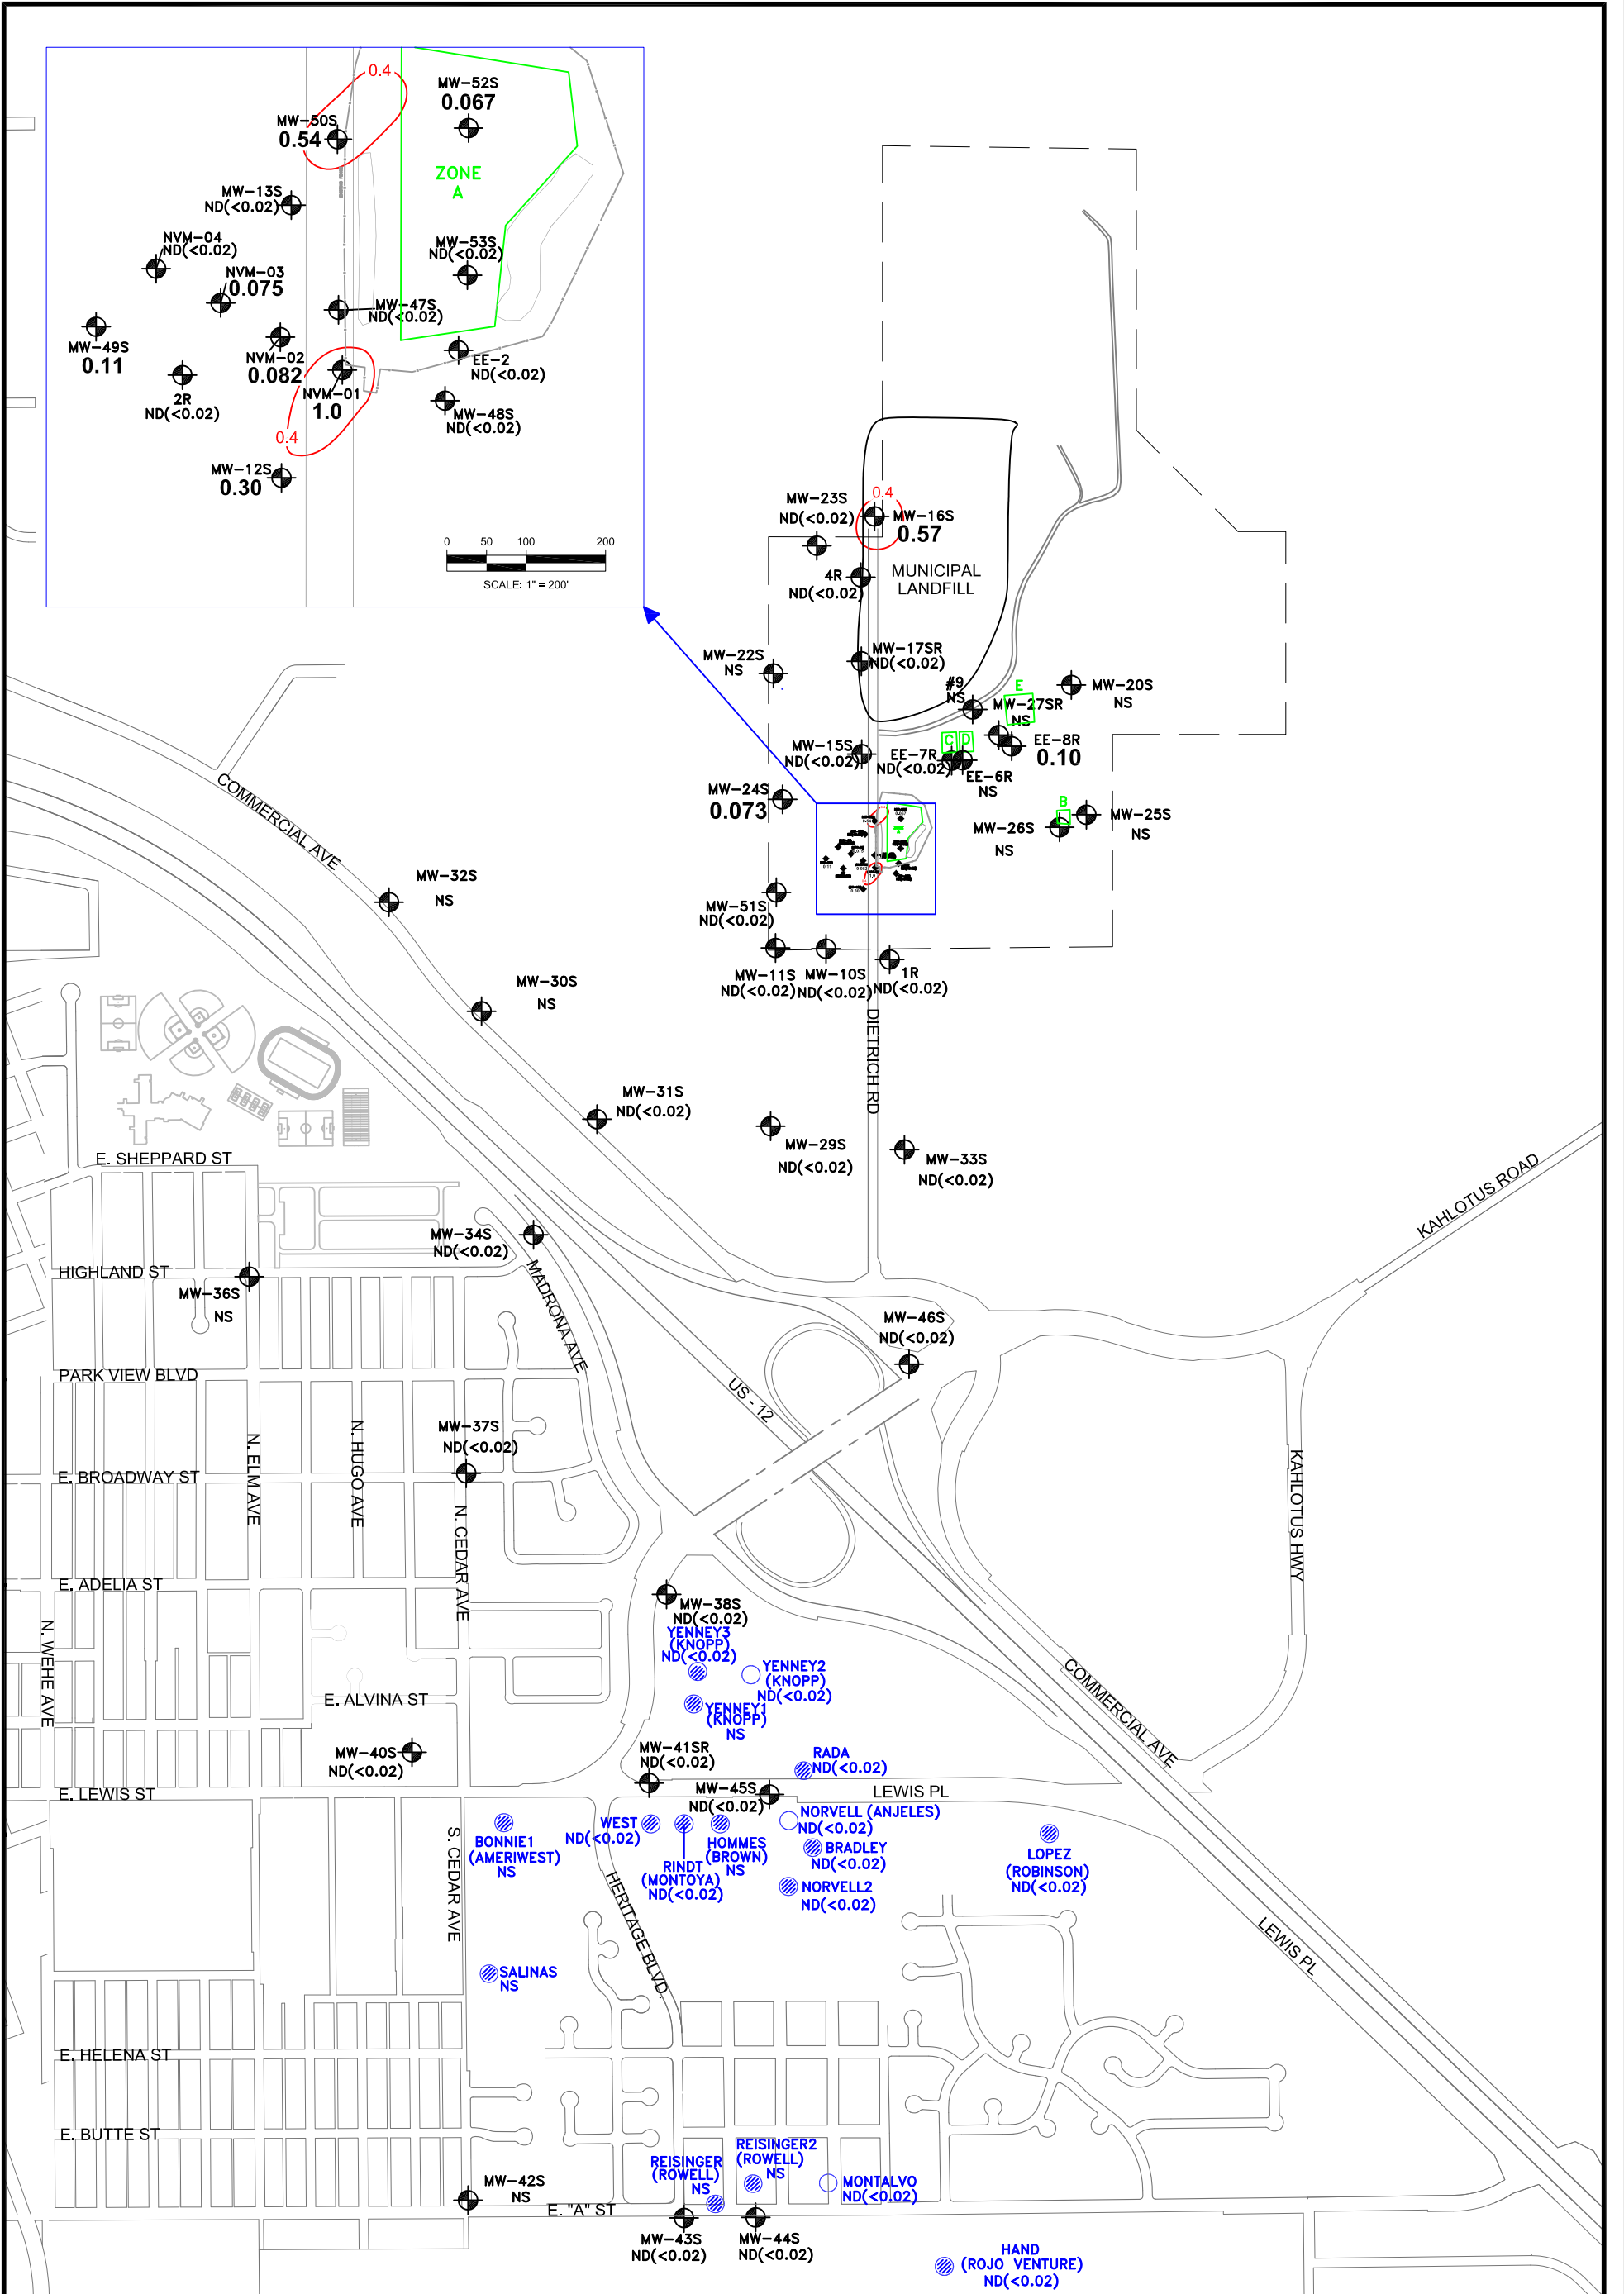 0.4
MW-52S
0.067
MW-50S
0.54
ZONE
A
MW-13S
ND(<0.02)
NVM-04
ND(<0.02)
MW-53S
ND(<0.02)
NVM-03
0.075
MW-47S
ND(<0.02)
MW-49S
0.11
NVM-02
0.082
EE-2
ND(<0.02)
2R
ND(<0.02)
NVM-01
1.0
MW-48S
ND(<0.02)
0.4
MW-12S
0.30
0 50 100 200
SCALE: 1" = 200'
MW-23S
ND(<0.02)
0.4
MW-16S
0.57
4R
ND(<0.02)
MUNICIPAL
LANDFILL
MW-17SR
ND(<0.02)
MW-22S
NS
#9
NS
E
MW-27SR
NS
MW-20S
NS
MW-15S
ND(<0.02)
C
D
EE-7R
ND(<0.02)
EE-8R
0.10
EE-6R
NS
MW-24S
0.073
B
MW-25S
NS
MW-26S
NS
MW-51S
ND(<0.02)
MW-11S
ND(<0.02)
MW-10S
ND(<0.02)
1R
ND(<0.02)
COMMERCIAL AVE
MW-32S
NS
MW-30S
NS
DIETRICH RD
MW-31S
ND(<0.02)
MW-29S
ND(<0.02)
MW-33S
ND(<0.02)
E. SHEPPARD ST
KAHLOTUS ROAD
MW-34S
ND(<0.02)
HIGHLAND ST
MW-36S
NS
MADRONA AVE
MW-46S
ND(<0.02)
PARK VIEW BLVD
US - 12
N. ELM AVE
N. HUGO AVE
MW-37S
ND(<0.02)
E. BROADWAY ST
N. CEDAR AVE
KAHLOTUS HWY
E. ADELIA ST
N. WEHE AVE
MW-38S
ND(<0.02)
YENNEY3
(KNOPP)
ND(<0.02)
YENNEY2
(KNOPP)
ND(<0.02)
YENNEY1
(KNOPP)
NS
E. ALVINA ST
COMMERCIAL AVE
MW-40S
ND(<0.02)
MW-41SR
ND(<0.02)
RADA
ND(<0.02)
MW-45S
ND(<0.02)
E. LEWIS ST
LEWIS PL
BONNIE1
(AMERIWEST)
NS
S. CEDAR AVE
WEST
ND(<0.02)
RINDT
(MONTOYA)
ND(<0.02)
HOMMES
(BROWN)
NS
NORVELL (ANJELES)
ND(<0.02)
BRADLEY
ND(<0.02)
NORVELL2
ND(<0.02)
LOPEZ
(ROBINSON)
ND(<0.02)
HERITAGE BLVD.
LEWIS PL
SALINAS
NS
E. HELENA ST
E. BUTTE ST
REISINGER
(ROWELL)
NS
REISINGER2
(ROWELL)
NS
MONTALVO
ND(<0.02)
MW-42S
NS
E. "A" ST
MW-43S
ND(<0.02)
MW-44S
ND(<0.02)
HAND
(ROJO VENTURE)
ND(<0.02)